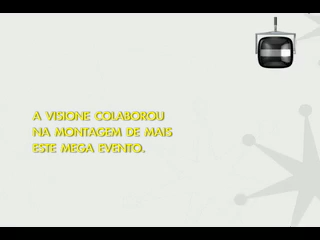 A VISIONE COLABOROU
NA MONTAGEM DE MAIS
ESTE MEGA EVENTO.